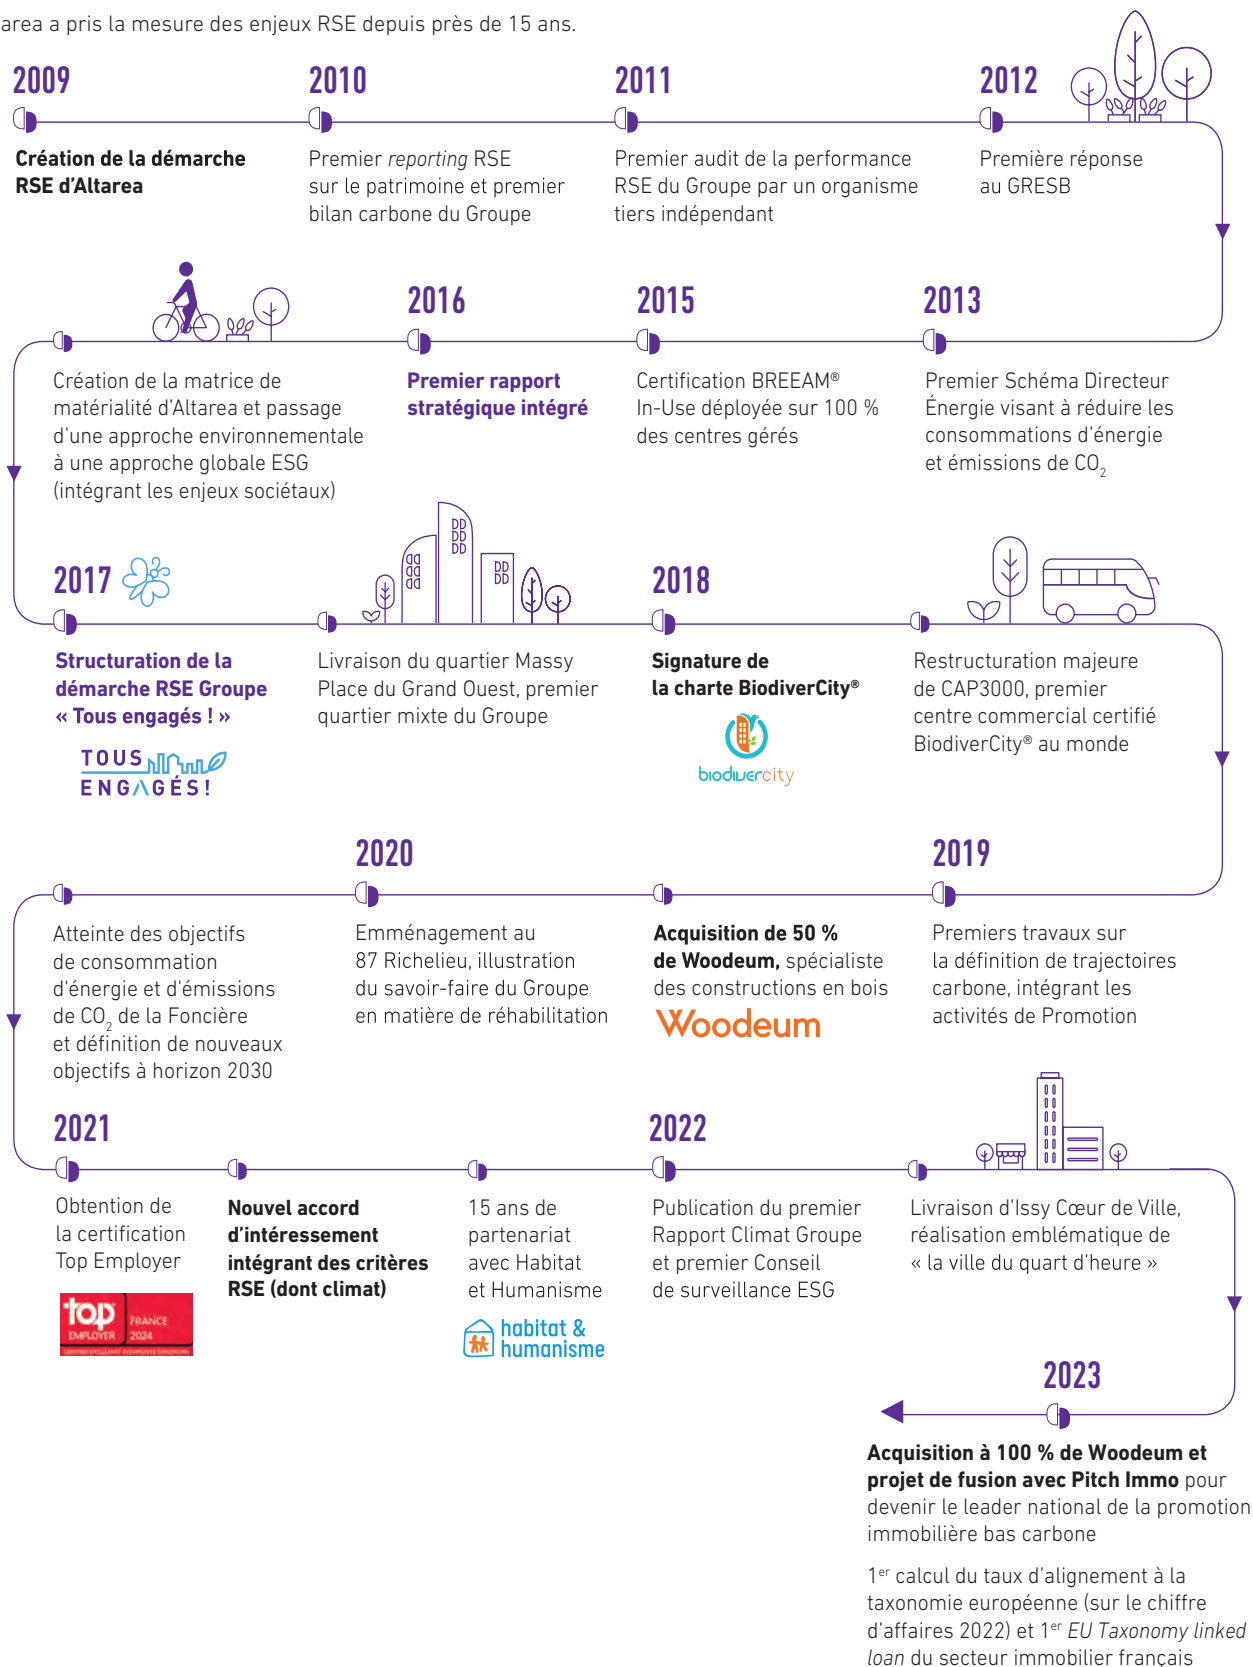 area a pris la mesure des enjeux RSE depuis près de 15 ans.
2009
Création de la démarche
RSE d'Altarea
2010
Premier reporting RSE
sur le patrimoine et premier
bilan carbone du Groupe
2011
Premier audit de la performance
RSE du Groupe par un organisme
tiers indépendant
2012
Première réponse
au GRESB
2013
Premier Schéma Directeur
Énergie visant à réduire les
consommations d'énergie
et émissions de CO₂
2015
Certification BREEAM®
In-Use déployée sur 100 %
des centres gérés
2016
Premier rapport
stratégique intégré
Création de la matrice de
matérialité d'Altarea et passage
d'une approche environnementale
à une approche globale ESG
(intégrant les enjeux sociétaux)
2017
Structuration de la
démarche RSE Groupe
« Tous engagés ! »
TOUS
ENGAGÉS!
Livraison du quartier Massy
Place du Grand Ouest, premier
quartier mixte du Groupe
2018
Signature de
la charte BiodiverCity®
biodivercity
Restructuration majeure
de CAP3000, premier
centre commercial certifié
BiodiverCity® au monde
2019
Premiers travaux sur
la définition de trajectoires
carbone, intégrant les
activités de Promotion
Acquisition de 50 %
de Woodeum, spécialiste
des constructions en bois
Woodeum
2020
Emménagement au
87 Richelieu, illustration
du savoir-faire du Groupe
en matière de réhabilitation
Atteinte des objectifs
de consommation
d'énergie et d'émissions
de CO₂ de la Foncière
et définition de nouveaux
objectifs à horizon 2030
2021
Obtention de
la certification
Top Employer
top
EMPLOYER
FRANCE
2024
Nouvel accord
d'intéressement
intégrant des critères
RSE (dont climat)
15 ans de
partenariat
avec Habitat
et Humanisme
habitat &
humanisme
2022
Publication du premier
Rapport Climat Groupe
et premier Conseil
de surveillance ESG
Livraison d'Issy Cœur de Ville,
réalisation emblématique de
« la ville du quart d'heure »
2023
Acquisition à 100 % de Woodeum et
projet de fusion avec Pitch Immo pour
devenir le leader national de la promotion
immobilière bas carbone
1er calcul du taux d'alignement à la
taxonomie européenne (sur le chiffre
d'affaires 2022) et 1er EU Taxonomy linked
loan du secteur immobilier français